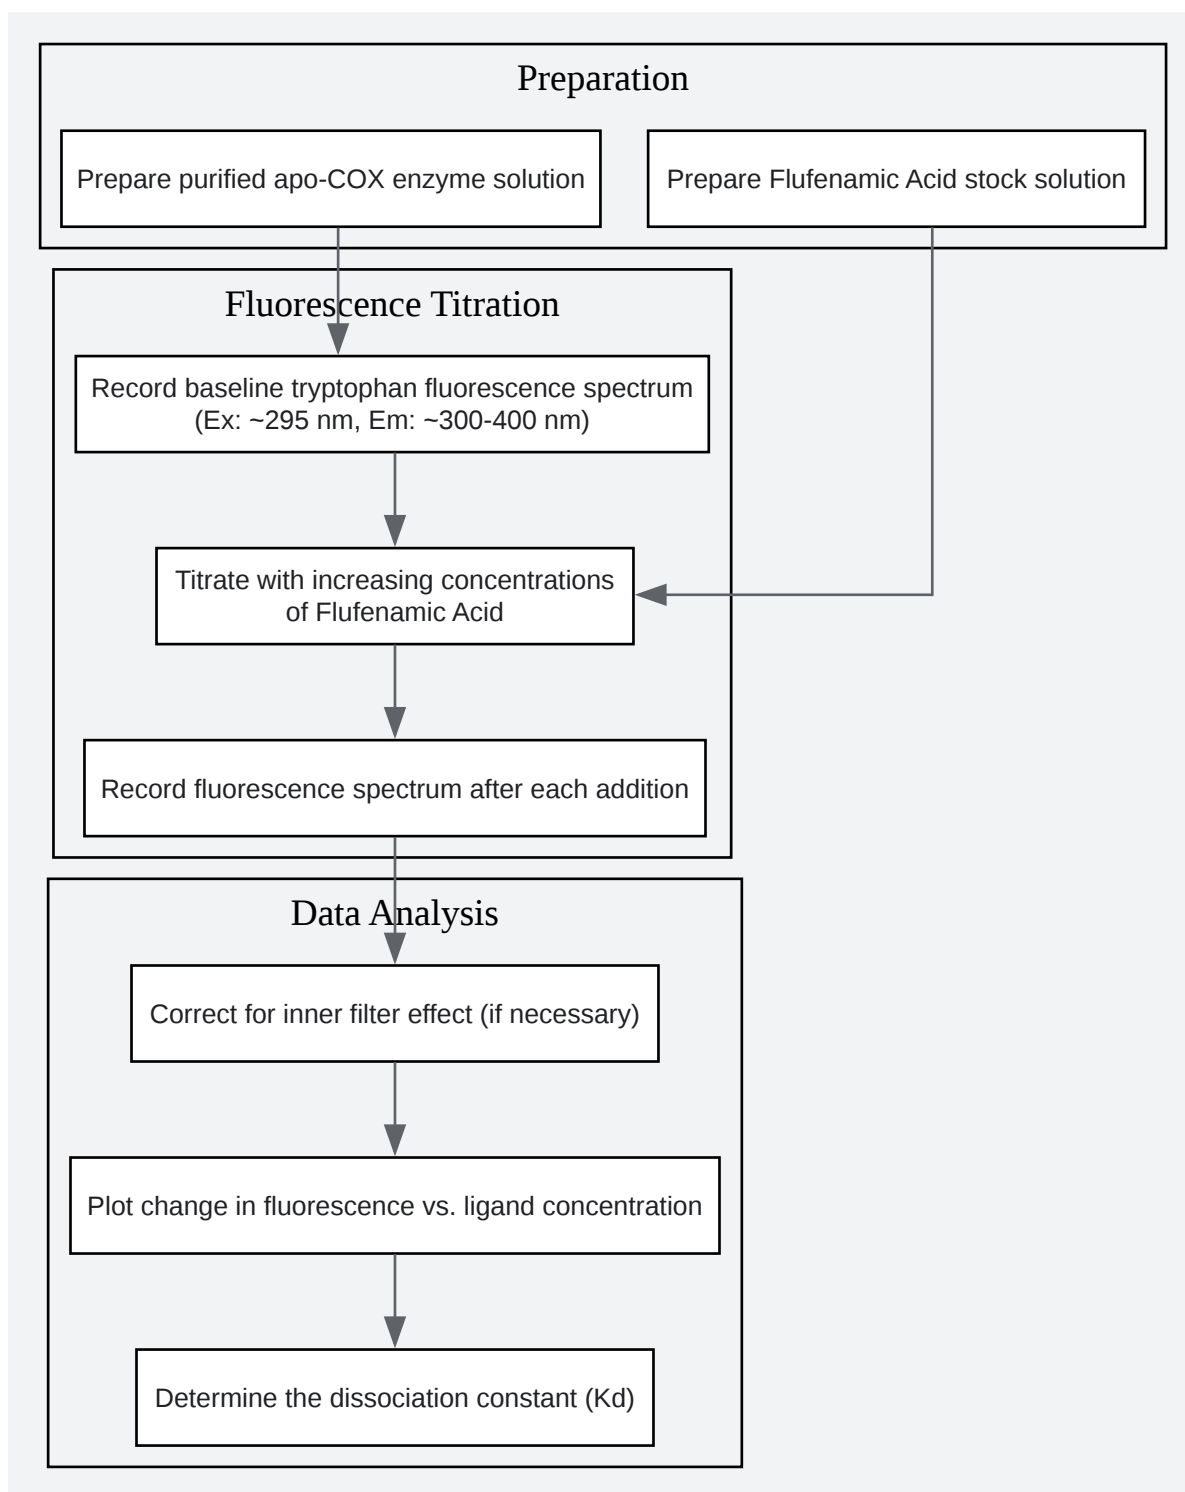 Preparation
Prepare purified apo-COX enzyme solution
Prepare Flufenamic Acid stock solution
Fluorescence Titration
Record baseline tryptophan fluorescence spectrum
(Ex: ~295 nm, Em: ~300-400 nm)
Titrate with increasing concentrations
of Flufenamic Acid
Record fluorescence spectrum after each addition
Data Analysis
Correct for inner filter effect (if necessary)
Plot change in fluorescence vs. ligand concentration
Determine the dissociation constant (Kd)